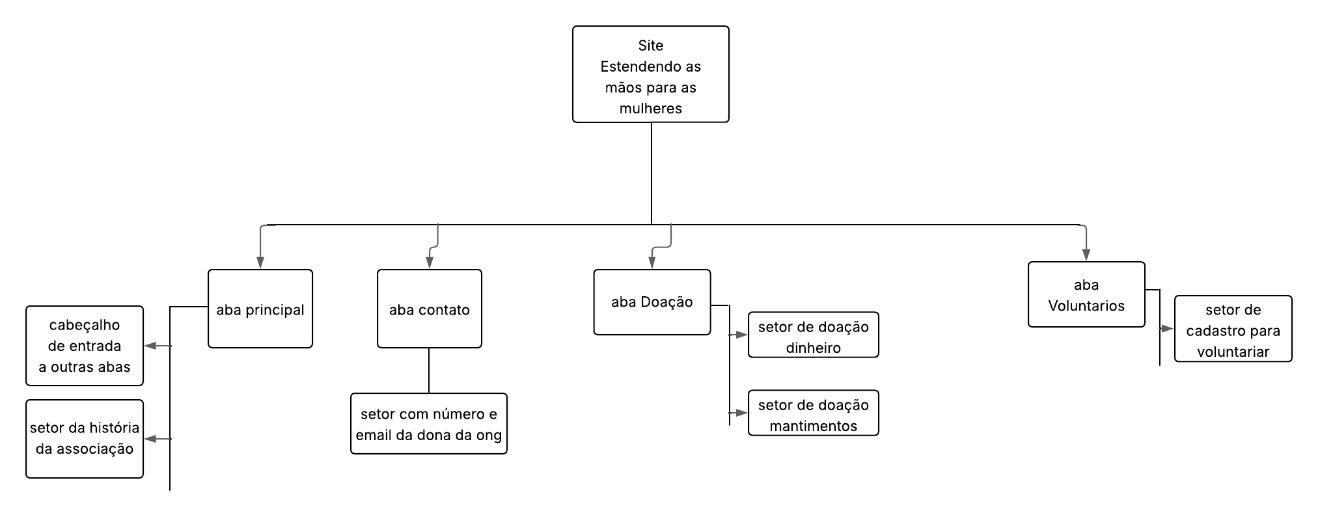 Site
Estendendo as
mãos para as
mulheres
aba principal
cabeçalho
de entrada
a outras abas
setor da história
da associação
aba contato
setor com número e
email da dona da ong
aba Doação
setor de doação
dinheiro
setor de doação
mantimentos
aba
Voluntarios
setor de
cadastro para
voluntariar